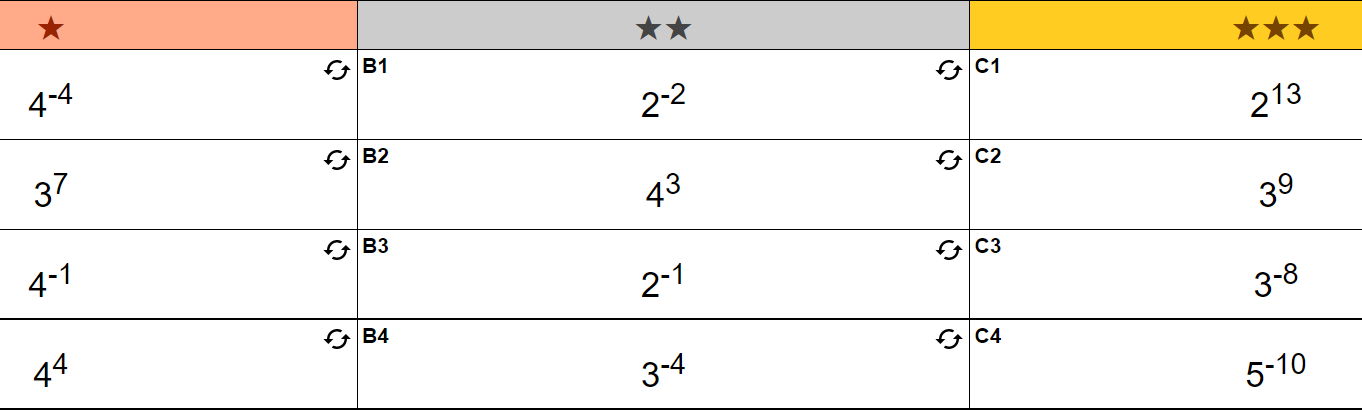 ★ ★★ ★★★
4⁻⁴ B1 2⁻² C1 2¹³
3⁷ B2 4³ C2 3⁹
4⁻¹ B3 2⁻¹ C3 3⁻⁸
4⁴ B4 3⁻⁴ C4 5⁻¹⁰